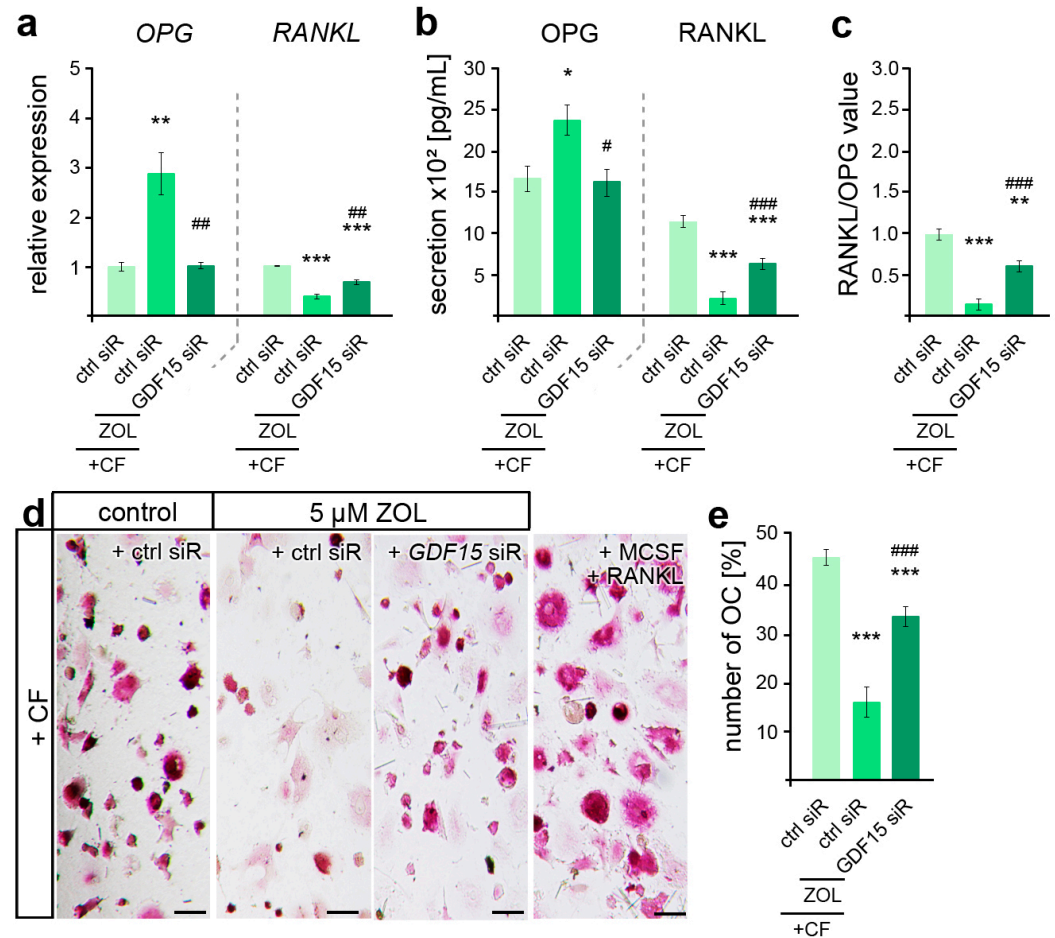 a
OPG
RANKL
relative expression
5
4
3
2
1
**
##
***
##
***
ctrl siR
ctrl siR
GDF15 siR
ctrl siR
ctrl siR
GDF15 siR
ZOL
+CF
ZOL
+CF
b
OPG
RANKL
secretion x10² [pg/mL]
30
25
20
15
10
5
*
#
***
###
***
ctrl siR
ctrl siR
GDF15 siR
ctrl siR
ctrl siR
GDF15 siR
ZOL
+CF
ZOL
+CF
c
RANKL/OPG value
3.0
2.5
2.0
1.5
1.0
0.5
***
###
**
ctrl siR
ctrl siR
GDF15 siR
ZOL
+CF
d
control
5 µM ZOL
+ CF
+ ctrl siR
+ ctrl siR
+ GDF15 siR
+ MCSF
+ RANKL
e
number of OC [%]
50
40
30
20
10
***
###
***
ctrl siR
ctrl siR
GDF15 siR
ZOL
+CF